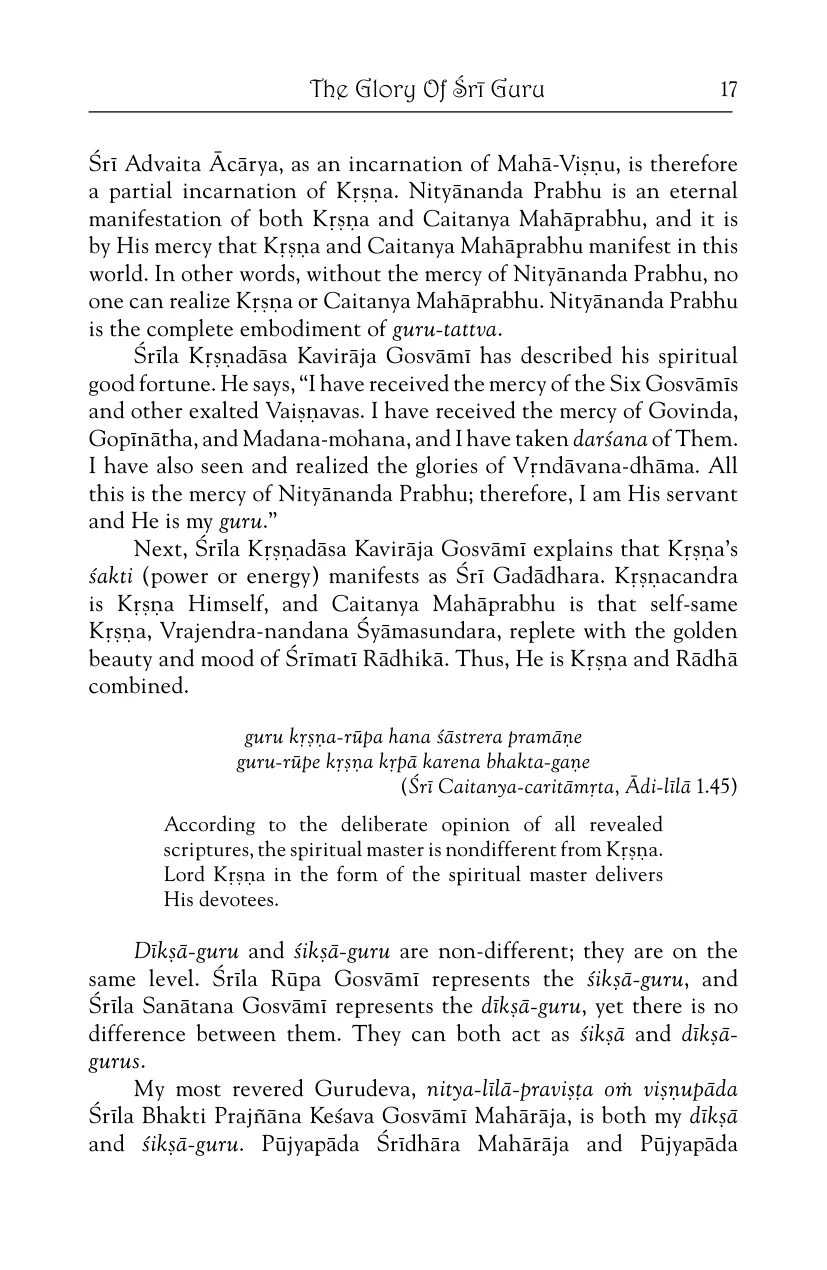 The Glory Of Śrī Guru 17
Śrī Advaita Ācārya, as an incarnation of Mahā-Viṣṇu, is therefore
a partial incarnation of Kṛṣṇa. Nityānanda Prabhu is an eternal
manifestation of both Kṛṣṇa and Caitanya Mahāprabhu, and it is
by His mercy that Kṛṣṇa and Caitanya Mahāprabhu manifest in this
world. In other words, without the mercy of Nityānanda Prabhu, no
one can realize Kṛṣṇa or Caitanya Mahāprabhu. Nityānanda Prabhu
is the complete embodiment of guru-tattva.
Śrīla Kṛṣṇadāsa Kavirāja Gosvāmī has described his spiritual
good fortune. He says, “I have received the mercy of the Six Gosvāmīs
and other exalted Vaiṣṇavas. I have received the mercy of Govinda,
Gopīnātha, and Madana-mohana, and I have taken darśana of Them.
I have also seen and realized the glories of Vṛndāvana-dhāma. All
this is the mercy of Nityānanda Prabhu; therefore, I am His servant
and He is my guru.”
Next, Śrīla Kṛṣṇadāsa Kavirāja Gosvāmī explains that Kṛṣṇa’s
śakti (power or energy) manifests as Śrī Gadādhara. Kṛṣṇacandra
is Kṛṣṇa Himself, and Caitanya Mahāprabhu is that self-same
Kṛṣṇa, Vrajendra-nandana Śyāmasundara, replete with the golden
beauty and mood of Śrīmatī Rādhikā. Thus, He is Kṛṣṇa and Rādhā
combined.
guru kṛṣṇa-rūpa hana śāstrera pramāṇe
guru-rūpe kṛṣṇa kṛpā karena bhakta-gaṇe
(Śrī Caitanya-caritāmṛta, Ādi-līlā 1.45)
According to the deliberate opinion of all revealed
scriptures, the spiritual master is nondifferent from Kṛṣṇa.
Lord Kṛṣṇa in the form of the spiritual master delivers
His devotees.
Dīkṣā-guru and śikṣā-guru are non-different; they are on the
same level. Śrīla Rūpa Gosvāmī represents the śikṣā-guru, and
Śrīla Sanātana Gosvāmī represents the dīkṣā-guru, yet there is no
difference between them. They can both act as śikṣā and dīkṣā-
gurus.
My most revered Gurudeva, nitya-līlā-praviṣṭa oṁ viṣṇupāda
Śrīla Bhakti Prajñāna Keśava Gosvāmī Mahārāja, is both my dīkṣā
and śikṣā-guru. Pūjyapāda Śrīdhāra Mahārāja and Pūjyapāda